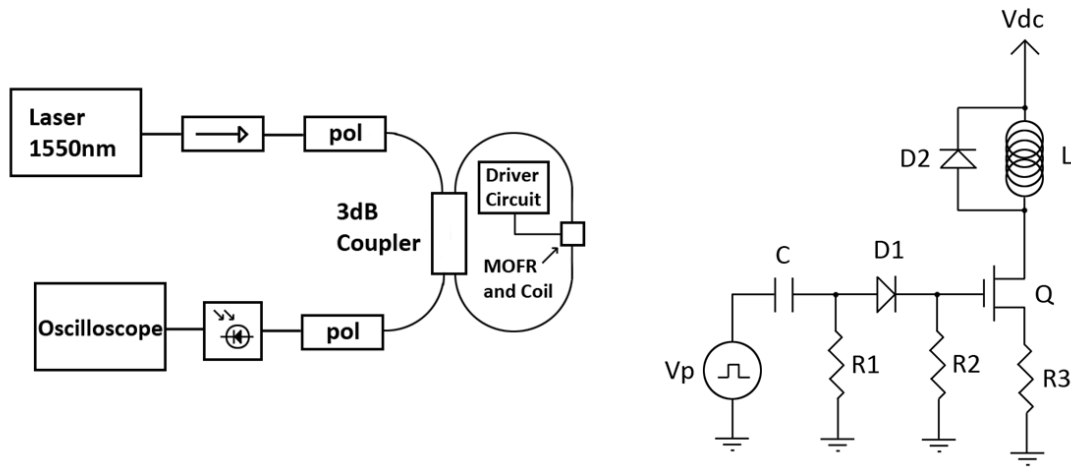 Laser
1550nm
pol
3dB
Coupler
Driver
Circuit
MOFR
and Coil
Oscilloscope
pol
Vdc
D2
L
C
D1
Q
Vp
R1
R2
R3